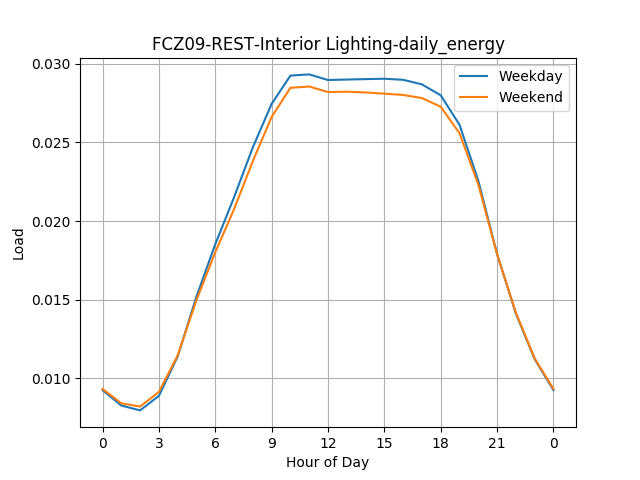 FCZ09-REST-Interior Lighting-daily_energy
Weekday
Weekend
0.030
0.025
0.020
0.015
0.010
Load
0 3 6 9 12 15 18 21 0
Hour of Day